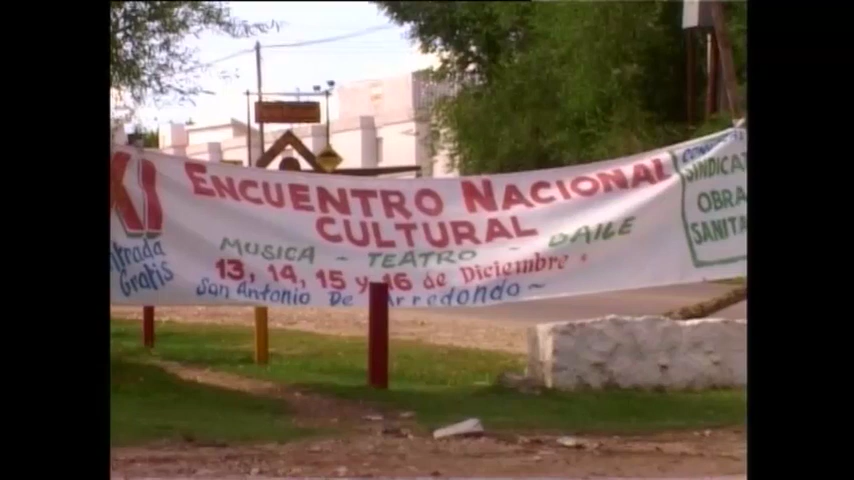 XI
ENCUENTRO NACIONAL
CULTURAL
MUSICA - TEATRO - BAILE
13, 14, 15 y 16 de Diciembre
San Antonio De Arredondo
Entrada
Gratis
SINDICAT
OBRA
SANITA